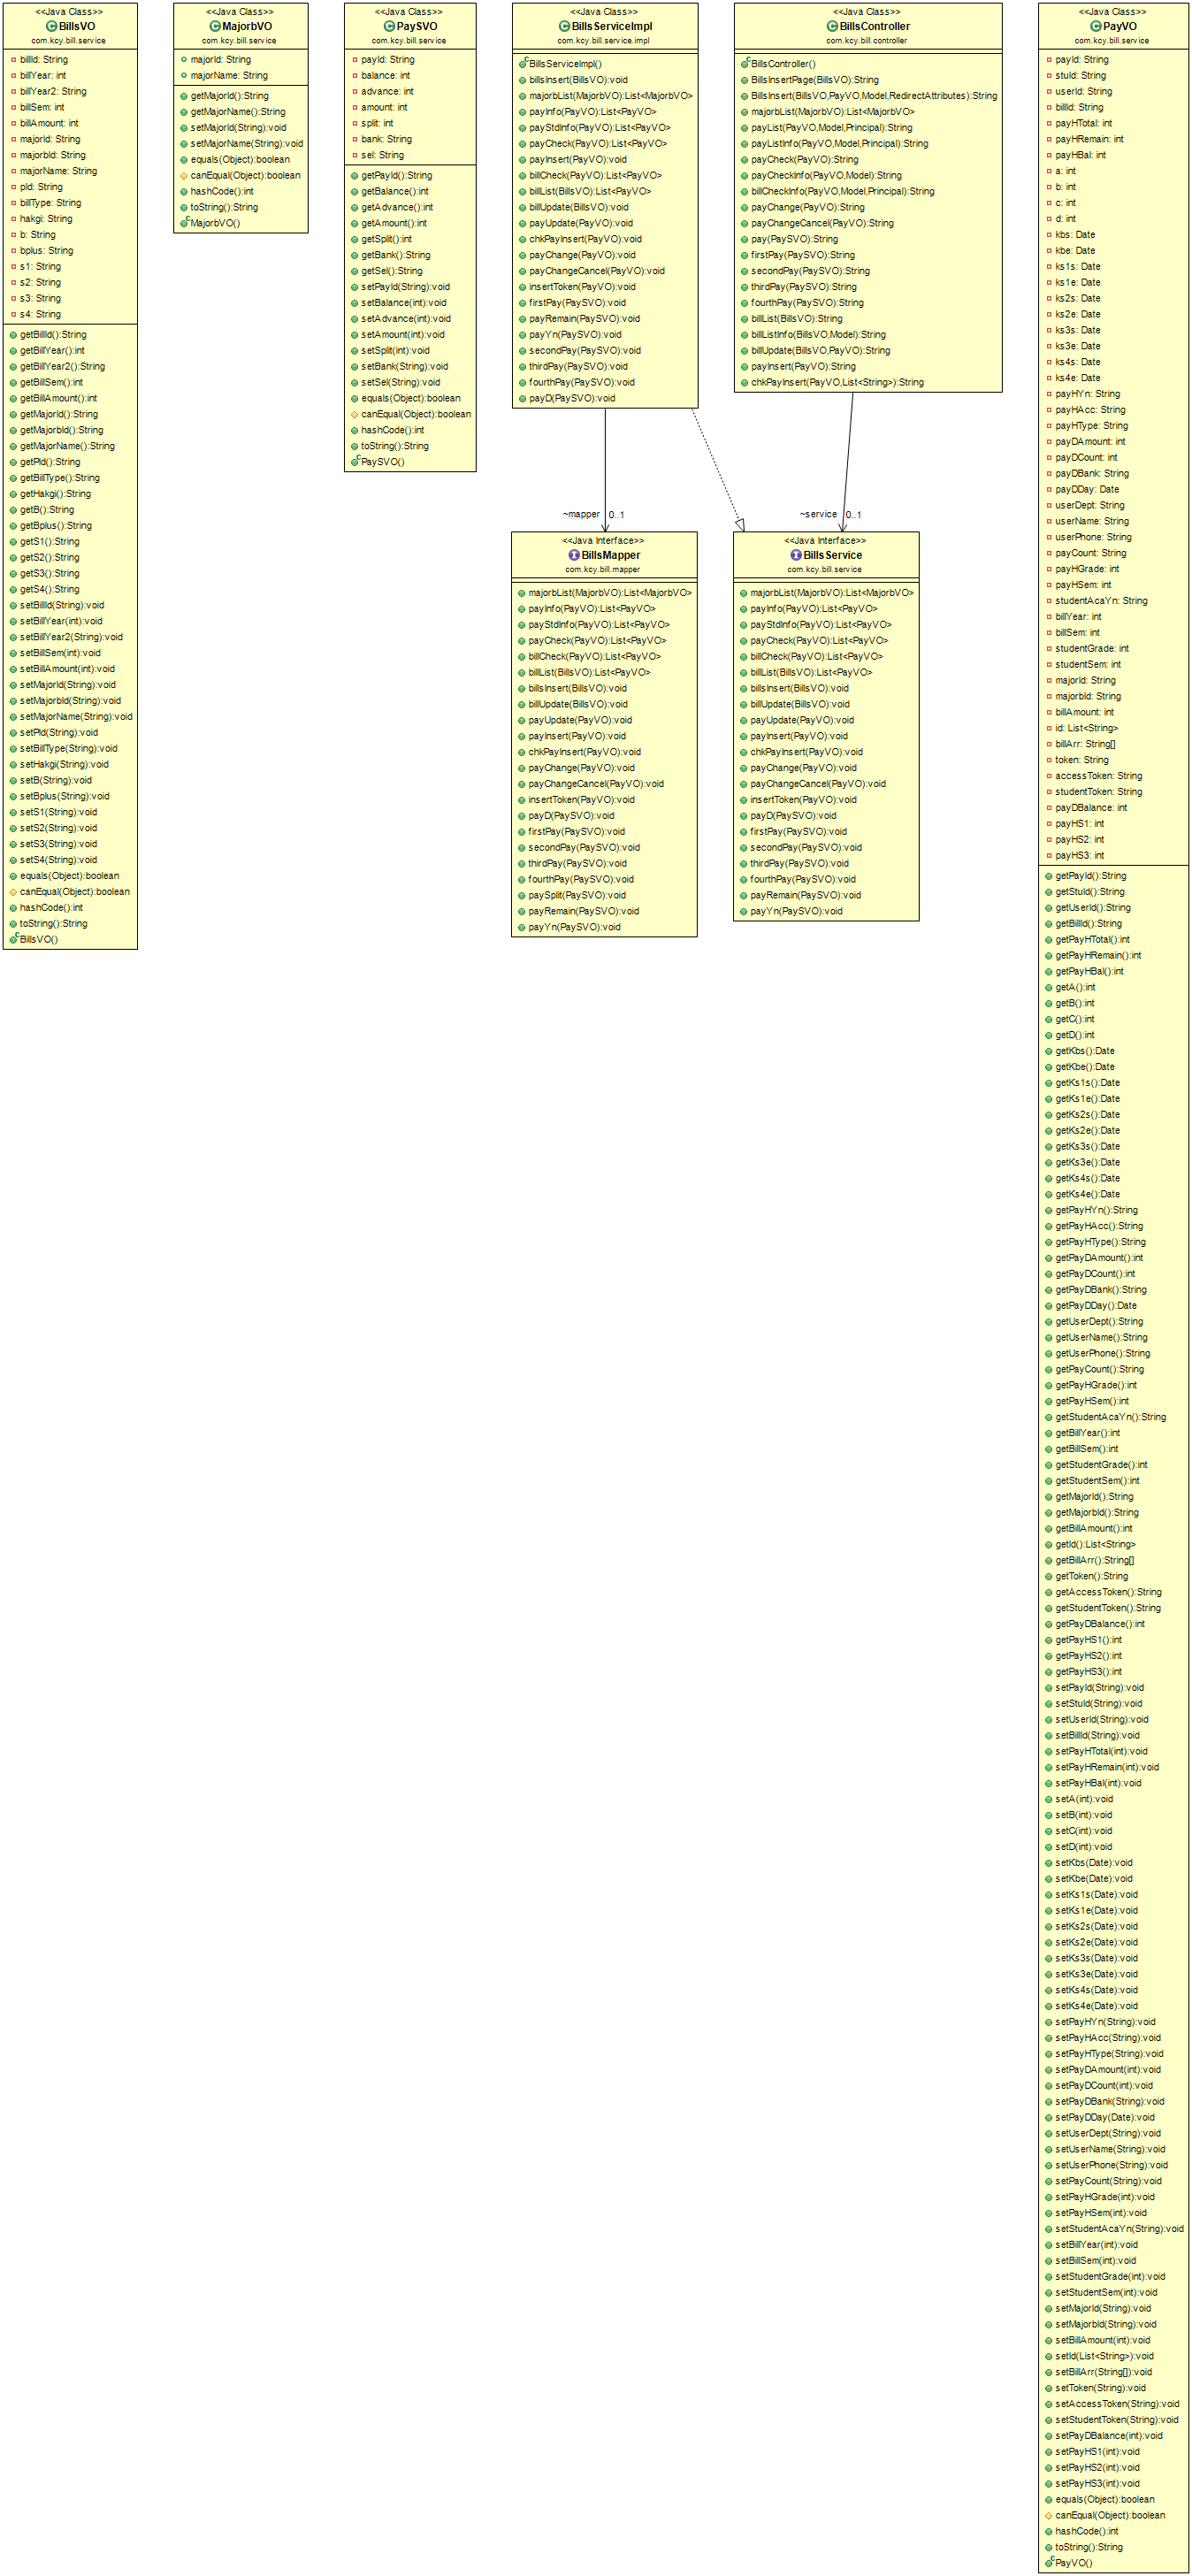 <<Java Class>>
BillsVO
com.kcy.bill.service
billId: String
billYear: int
billYear2: String
billSem: int
billAmount: int
majorId: String
majorbId: String
majorName: String
pId: String
billType: String
hakgi: String
b: String
bplus: String
s1: String
s2: String
s3: String
s4: String
getBillId():String
getBillYear():int
getBillYear2():String
getBillSem():int
getBillAmount():int
getMajorId():String
getMajorbId():String
getMajorName():String
getPId():String
getBillType():String
getHakgi():String
getB():String
getBplus():String
getS1():String
getS2():String
getS3():String
getS4():String
setBillId(String):void
setBillYear(int):void
setBillYear2(String):void
setBillSem(int):void
setBillAmount(int):void
setMajorId(String):void
setMajorbId(String):void
setMajorName(String):void
setPId(String):void
setBillType(String):void
setHakgi(String):void
setB(String):void
setBplus(String):void
setS1(String):void
setS2(String):void
setS3(String):void
setS4(String):void
equals(Object):boolean
canEqual(Object):boolean
hashCode():int
toString():String
BillsVO()
<<Java Class>>
MajorbVO
com.kcy.bill.service
majorId: String
majorName: String
getMajorId():String
getMajorName():String
setMajorId(String):void
setMajorName(String):void
equals(Object):boolean
canEqual(Object):boolean
hashCode():int
toString():String
MajorbVO()
<<Java Class>>
PaySVO
com.kcy.bill.service
payId: String
balance: int
advance: int
amount: int
split: int
bank: String
sel: String
getPayId():String
getBalance():int
getAdvance():int
getAmount():int
getSplit():int
getBank():String
getSel():String
setPayId(String):void
setBalance(int):void
setAdvance(int):void
setAmount(int):void
setSplit(int):void
setBank(String):void
setSel(String):void
equals(Object):boolean
canEqual(Object):boolean
hashCode():int
toString():String
PaySVO()
<<Java Class>>
BillsServiceImpl
com.kcy.bill.service.impl
BillsServiceImpl()
billsInsert(BillsVO):void
majorbList(MajorbVO):List<MajorbVO>
payInfo(PayVO):List<PayVO>
payStdInfo(PayVO):List<PayVO>
payCheck(PayVO):List<PayVO>
payInsert(PayVO):void
billCheck(PayVO):List<PayVO>
billList(BillsVO):List<PayVO>
billUpdate(BillsVO):void
payUpdate(PayVO):void
chkPayInsert(PayVO):void
payChange(PayVO):void
payChangeCancel(PayVO):void
insertToken(PayVO):void
firstPay(PaySVO):void
payRemain(PaySVO):void
payYn(PaySVO):void
secondPay(PaySVO):void
thirdPay(PaySVO):void
fourthPay(PaySVO):void
payD(PaySVO):void
<<Java Class>>
BillsController
com.kcy.bill.controller
BillsController()
BillsInsertPage(BillsVO):String
BillsInsert(BillsVO,PayVO,Model,RedirectAttributes):String
majorbList(MajorbVO):List<MajorbVO>
payList(PayVO,Model,Principal):String
payListInfo(PayVO,Model,Principal):String
payCheck(PayVO):String
payCheckInfo(PayVO,Model):String
billCheckInfo(PayVO,Model,Principal):String
payChange(PayVO):String
payChangeCancel(PayVO):String
pay(PaySVO):String
firstPay(PaySVO):String
secondPay(PaySVO):String
thirdPay(PaySVO):String
fourthPay(PaySVO):String
billList(BillsVO):String
billListInfo(BillsVO,Model):String
billUpdate(BillsVO,PayVO):String
payInsert(PayVO):String
chkPayInsert(PayVO,List<String>):String
~mapper 0..1
~service 0..1
<<Java Interface>>
BillsMapper
com.kcy.bill.mapper
majorbList(MajorbVO):List<MajorbVO>
payInfo(PayVO):List<PayVO>
payStdInfo(PayVO):List<PayVO>
payCheck(PayVO):List<PayVO>
billCheck(PayVO):List<PayVO>
billList(BillsVO):List<PayVO>
billsInsert(BillsVO):void
billUpdate(BillsVO):void
payUpdate(PayVO):void
payInsert(PayVO):void
chkPayInsert(PayVO):void
payChange(PayVO):void
payChangeCancel(PayVO):void
insertToken(PayVO):void
payD(PaySVO):void
firstPay(PaySVO):void
secondPay(PaySVO):void
thirdPay(PaySVO):void
fourthPay(PaySVO):void
paySplit(PaySVO):void
payRemain(PaySVO):void
payYn(PaySVO):void
<<Java Interface>>
BillsService
com.kcy.bill.service
majorbList(MajorbVO):List<MajorbVO>
payInfo(PayVO):List<PayVO>
payStdInfo(PayVO):List<PayVO>
payCheck(PayVO):List<PayVO>
billCheck(PayVO):List<PayVO>
billList(BillsVO):List<PayVO>
billsInsert(BillsVO):void
billUpdate(BillsVO):void
payUpdate(PayVO):void
payInsert(PayVO):void
chkPayInsert(PayVO):void
payChange(PayVO):void
payChangeCancel(PayVO):void
insertToken(PayVO):void
payD(PaySVO):void
firstPay(PaySVO):void
secondPay(PaySVO):void
thirdPay(PaySVO):void
fourthPay(PaySVO):void
payRemain(PaySVO):void
payYn(PaySVO):void
<<Java Class>>
PayVO
com.kcy.bill.service
payId: String
stuId: String
userId: String
billId: String
payHTotal: int
payHRemain: int
payHBal: int
a: int
b: int
c: int
d: int
kbs: Date
kbe: Date
ks1s: Date
ks1e: Date
ks2s: Date
ks2e: Date
ks3s: Date
ks3e: Date
ks4s: Date
ks4e: Date
payHYn: String
payHAcc: String
payHType: String
payDAmount: int
payDCount: int
payDBank: String
payDDay: Date
userDept: String
userName: String
userPhone: String
payCount: String
payHGrade: int
payHSem: int
studentAcaYn: String
billYear: int
billSem: int
studentGrade: int
studentSem: int
majorId: String
majorbId: String
billAmount: int
id: List<String>
billArr: String[]
token: String
accessToken: String
studentToken: String
payDBalance: int
payHS1: int
payHS2: int
payHS3: int
getPayId():String
getStuId():String
getUserId():String
getBillId():String
getPayHTotal():int
getPayHRemain():int
getPayHBal():int
getA():int
getB():int
getC():int
getD():int
getKbs():Date
getKbe():Date
getKs1s():Date
getKs1e():Date
getKs2s():Date
getKs2e():Date
getKs3s():Date
getKs3e():Date
getKs4s():Date
getKs4e():Date
getPayHYn():String
getPayHAcc():String
getPayHType():String
getPayDAmount():int
getPayDCount():int
getPayDBank():String
getPayDDay():Date
getUserDept():String
getUserName():String
getUserPhone():String
getPayCount():String
getPayHGrade():int
getPayHSem():int
getStudentAcaYn():String
getBillYear():int
getBillSem():int
getStudentGrade():int
getStudentSem():int
getMajorId():String
getMajorbId():String
getBillAmount():int
getId():List<String>
getBillArr():String[]
getToken():String
getAccessToken():String
getStudentToken():String
getPayDBalance():int
getPayHS1():int
getPayHS2():int
getPayHS3():int
setPayId(String):void
setStuId(String):void
setUserId(String):void
setBillId(String):void
setPayHTotal(int):void
setPayHRemain(int):void
setPayHBal(int):void
setA(int):void
setB(int):void
setC(int):void
setD(int):void
setKbs(Date):void
setKbe(Date):void
setKs1s(Date):void
setKs1e(Date):void
setKs2s(Date):void
setKs2e(Date):void
setKs3s(Date):void
setKs3e(Date):void
setKs4s(Date):void
setKs4e(Date):void
setPayHYn(String):void
setPayHAcc(String):void
setPayHType(String):void
setPayDAmount(int):void
setPayDCount(int):void
setPayDBank(String):void
setPayDDay(Date):void
setUserDept(String):void
setUserName(String):void
setUserPhone(String):void
setPayCount(String):void
setPayHGrade(int):void
setPayHSem(int):void
setStudentAcaYn(String):void
setBillYear(int):void
setBillSem(int):void
setStudentGrade(int):void
setStudentSem(int):void
setMajorId(String):void
setMajorbId(String):void
setBillAmount(int):void
setId(List<String>):void
setBillArr(String[]):void
setToken(String):void
setAccessToken(String):void
setStudentToken(String):void
setPayDBalance(int):void
setPayHS1(int):void
setPayHS2(int):void
setPayHS3(int):void
equals(Object):boolean
canEqual(Object):boolean
hashCode():int
toString():String
PayVO()